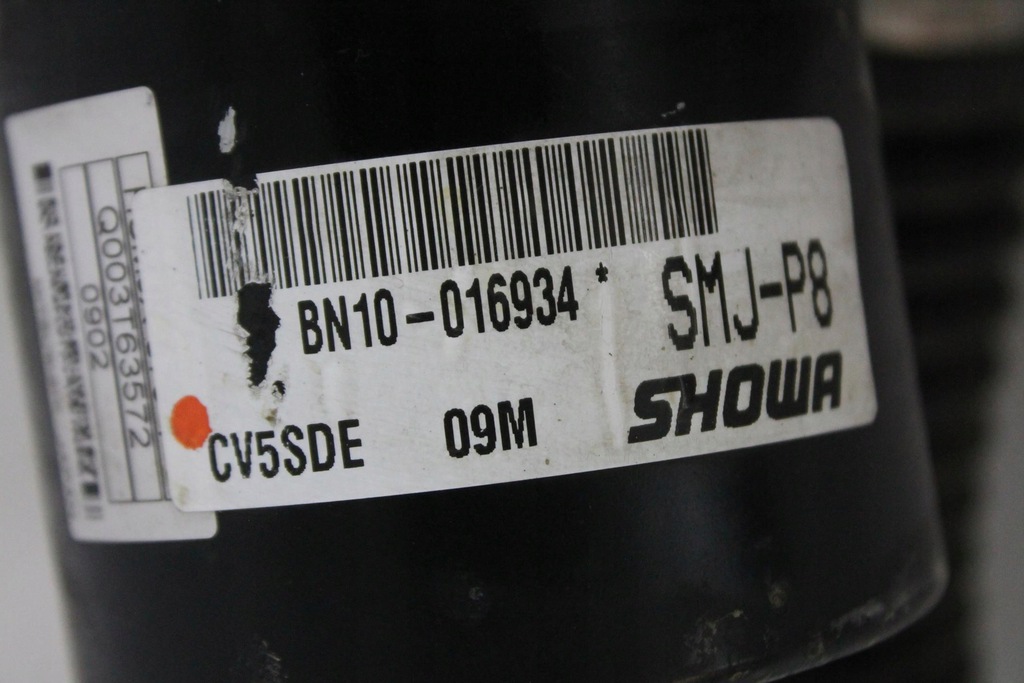 BN10-016934*
SMJ-P8
CV5SDE
09M
SHOWA
Q003T63572
0902